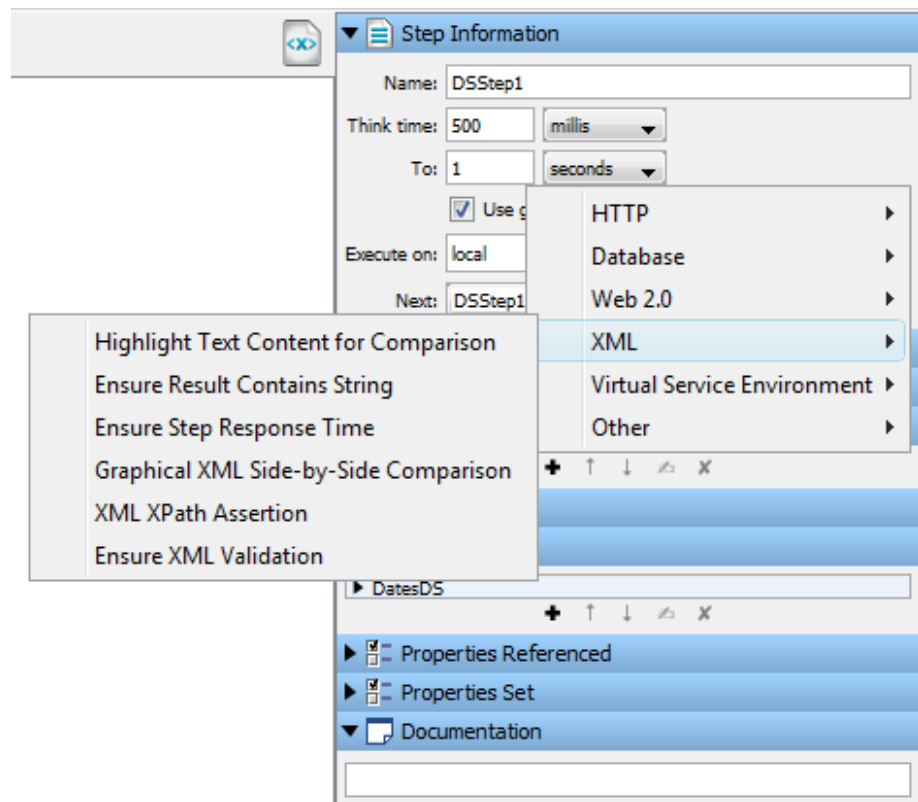 <X>
Step Information
Name: DSStep1
Think time: 500 millis
To: 1 seconds
Use g
Execute on: local
Next: DSStep1
HTTP
Database
Web 2.0
XML
Virtual Service Environment
Other
Highlight Text Content for Comparison
Ensure Result Contains String
Ensure Step Response Time
Graphical XML Side-by-Side Comparison
XML XPath Assertion
Ensure XML Validation
DatesDS
Properties Referenced
Properties Set
Documentation